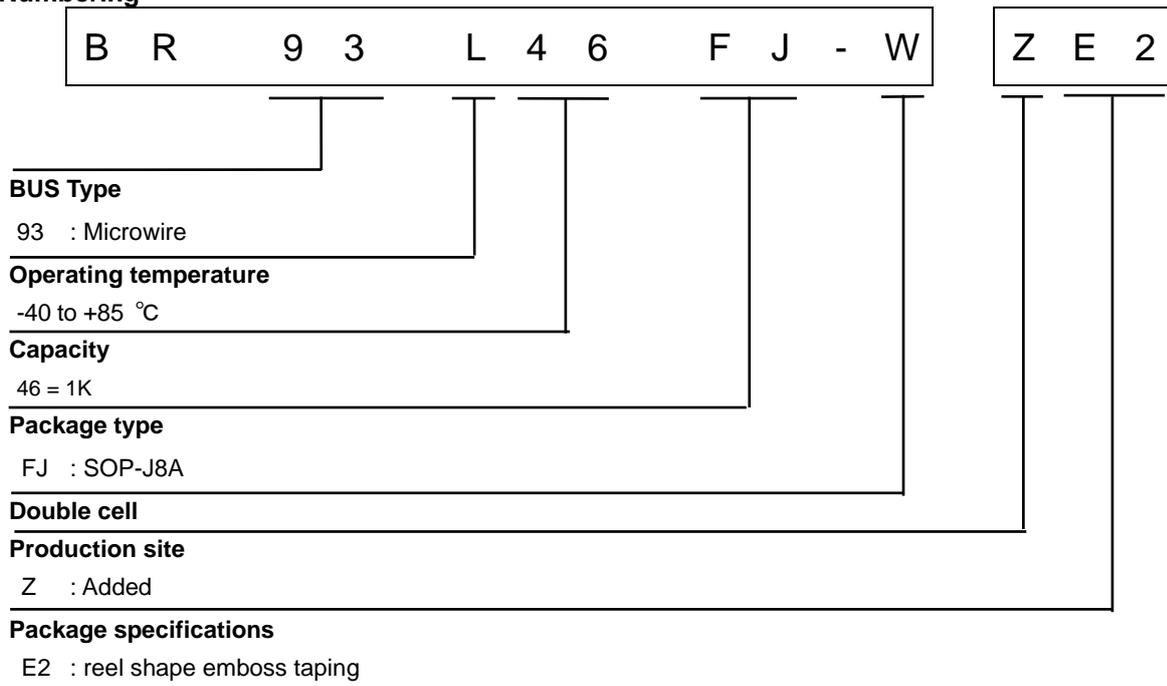 Numbering
B R 9 3 L 4 6 F J - W Z E 2
BUS Type
93 : Microwire
Operating temperature
-40 to +85 ℃
Capacity
46 = 1K
Package type
FJ : SOP-J8A
Double cell
Production site
Z : Added
Package specifications
E2 : reel shape emboss taping